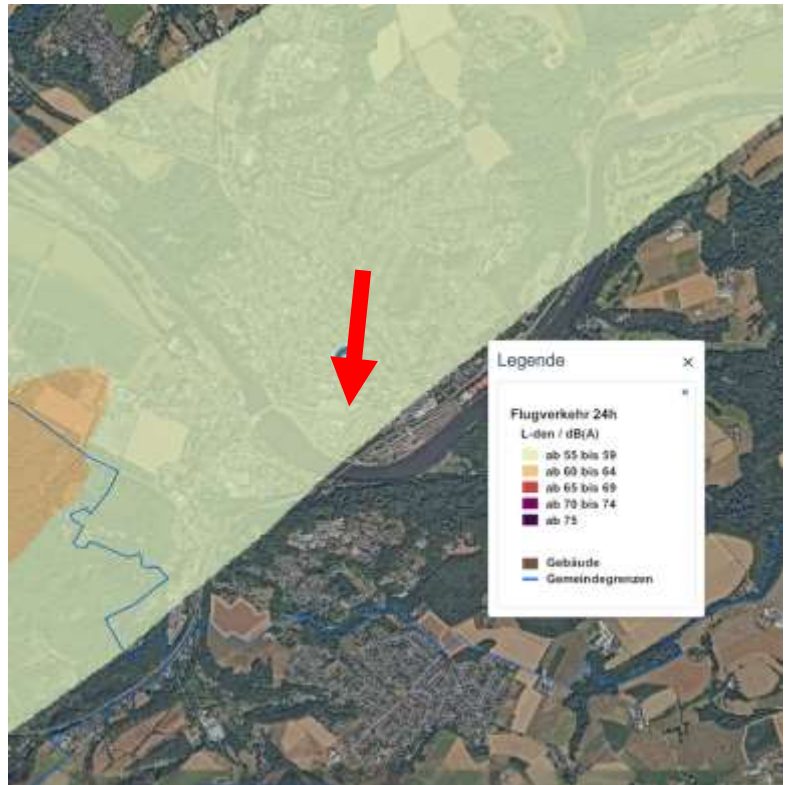 Legende
Flugverkehr 24h
L-den / dB(A)
ab 55 bis 59
ab 60 bis 64
ab 65 bis 69
ab 70 bis 74
ab 75
Gebäude
Gemeindegrenzen